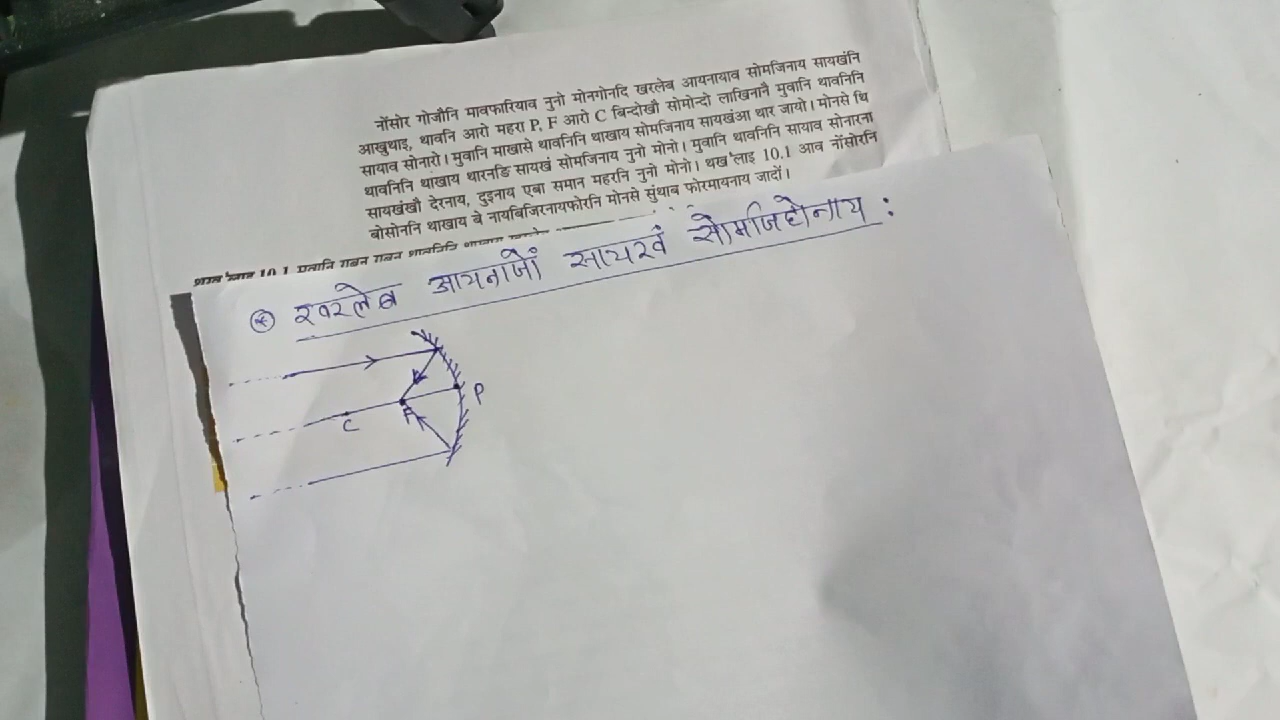 नोंसोर गोजौनि मावफारियाव नुनो मोनगोनदि खरलेब आयनायाव सोमजिनाय सायखंनि
आखुथाइ, थावनि आरो महरा P, F आरो C बिन्दोखौ सोमोन्दो लाखिनानै मुवानि थावनिनि
सायाव सोनारो। मुवानि माखासे थावनिनि थाखाय सोमजिनाय सायखंआ थार जायो। मोनसे थि
थावनिनि थाखाय थारनङि सायखं सोमजिनाय नुनो मोनो। मुवानि थावनिनि सायाव सोनारना
सायखंखौ देरनाय, दुइनाय एबा समान महरनि नुनो मोनो। थख'लाइ 10.1 आव नोंसोरनि
बोसोननि थाखाय बे नायबिजिरनायफोरनि मोनसे सुंथाब फोरमायनाय जादों।
10.1
* खरलेब आयनाजों सायखं सोमजिहोनाय :
P
F
C